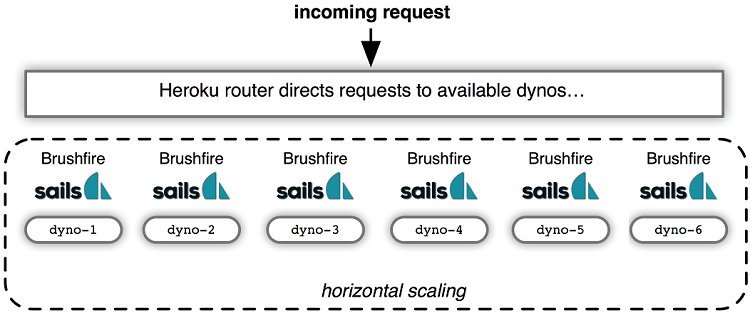 incoming request
Heroku router directs requests to available dynos…
Brushfire Brushfire Brushfire Brushfire Brushfire Brushfire
sails sails sails sails sails sails
dyno-1 dyno-2 dyno-3 dyno-4 dyno-5 dyno-6
horizontal scaling